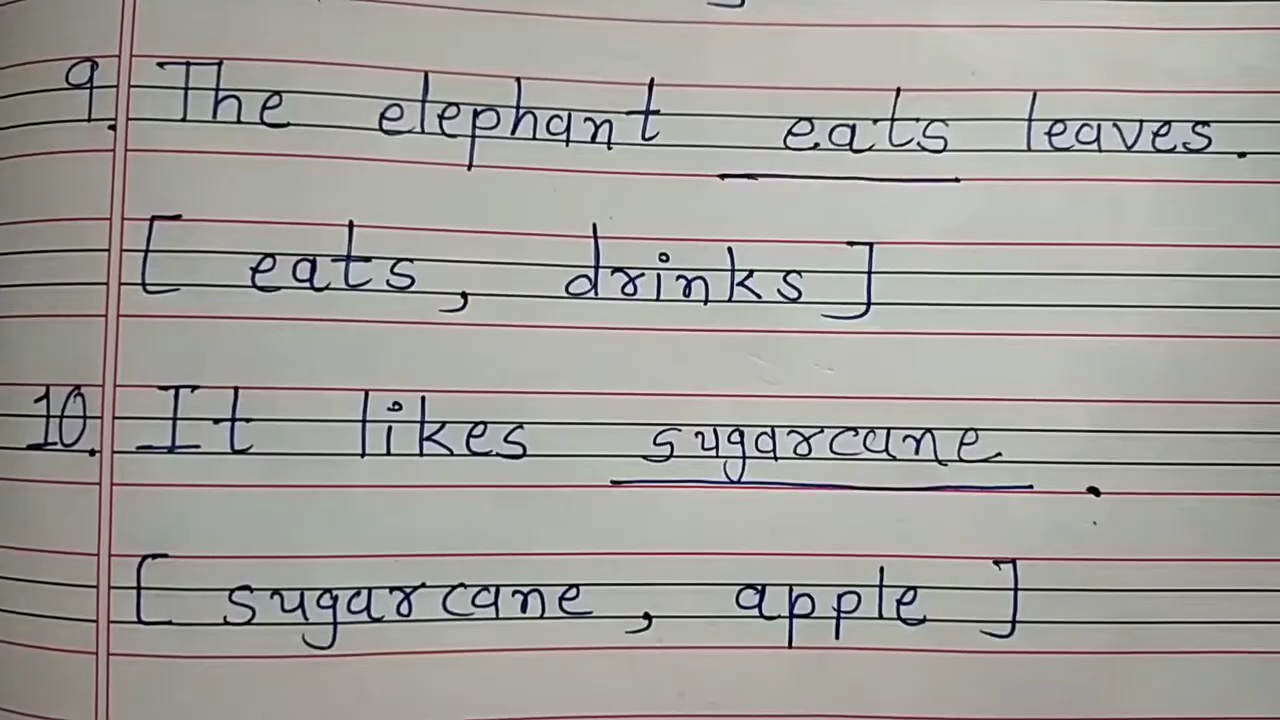 9. The elephant eats leaves.
[ eats, drinks ]
10. It likes sugarcane .
[ sugarcane, apple ]